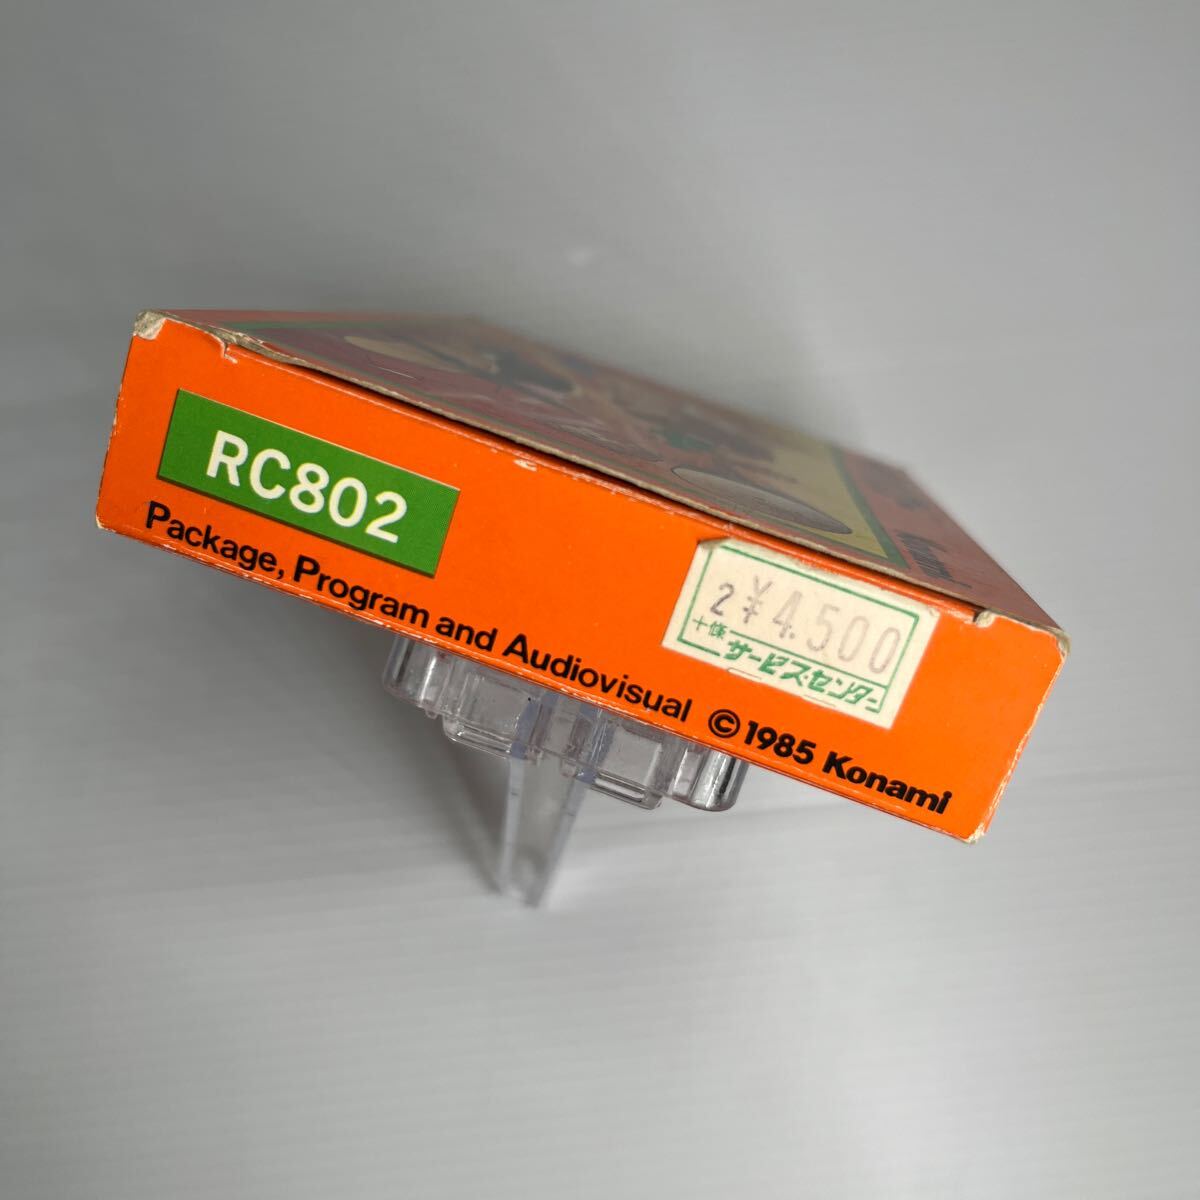 RC802
Package, Program and Audiovisual ©1985 Konami
2 ¥4,500
十條 サービスセンター
Konami